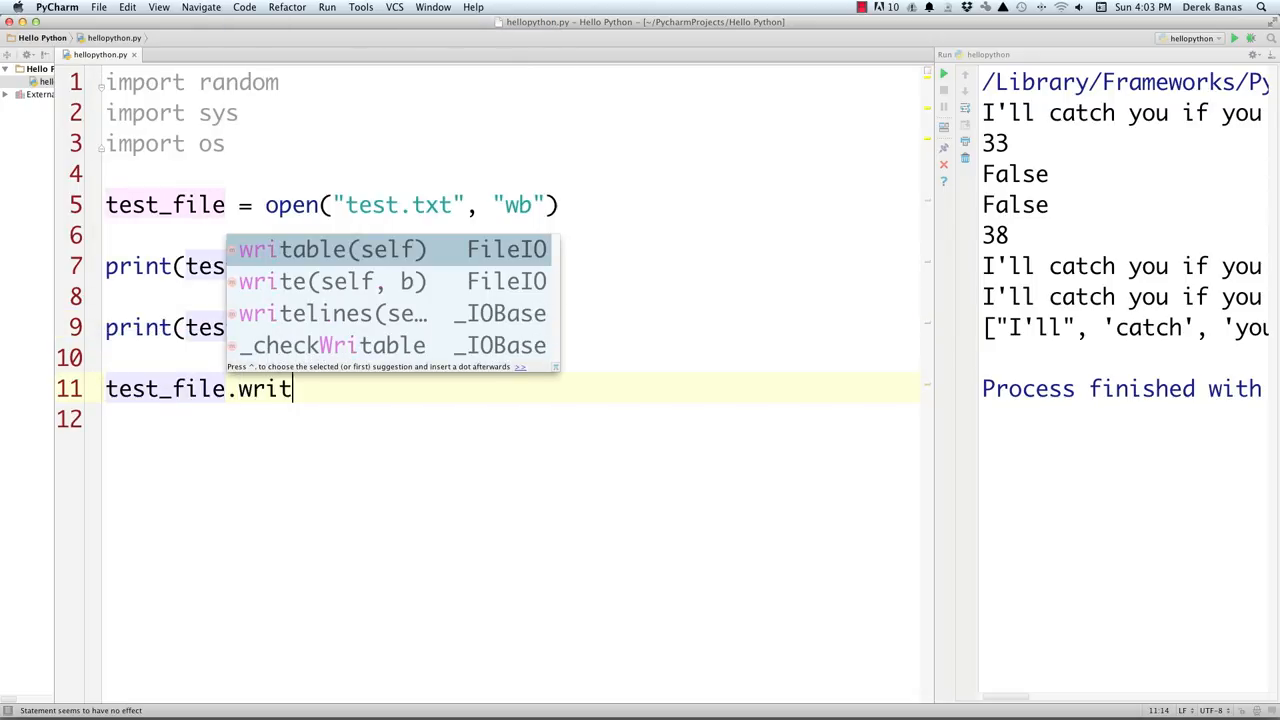 PyCharm File Edit View Navigate Code Refactor Run Tools VCS Window Help 10 Sun 4:03 PM Derek Banas
hellopython.py – Hello Python – [~/PycharmProjects/Hello Python]
Hello Python hellopython.py hellopython
hellopython.py Run hellopython
Hello P
hell
Externa
1 import random
2 import sys
3 import os
4
5 test_file = open("test.txt", "wb")
6
7 print(tes
8
9 print(tes
10
11 test_file.writ
12
writable(self) FileIO
write(self, b) FileIO
writelines(se… _IOBase
_checkWritable _IOBase
Press ^. to choose the selected (or first) suggestion and insert a dot afterwards >>
/Library/Frameworks/Py
I'll catch you if you
33
False
False
38
I'll catch you if you
I'll catch you if you
["I'll", 'catch', 'you
Process finished with
Statement seems to have no effect 11:14 LF UTF-8